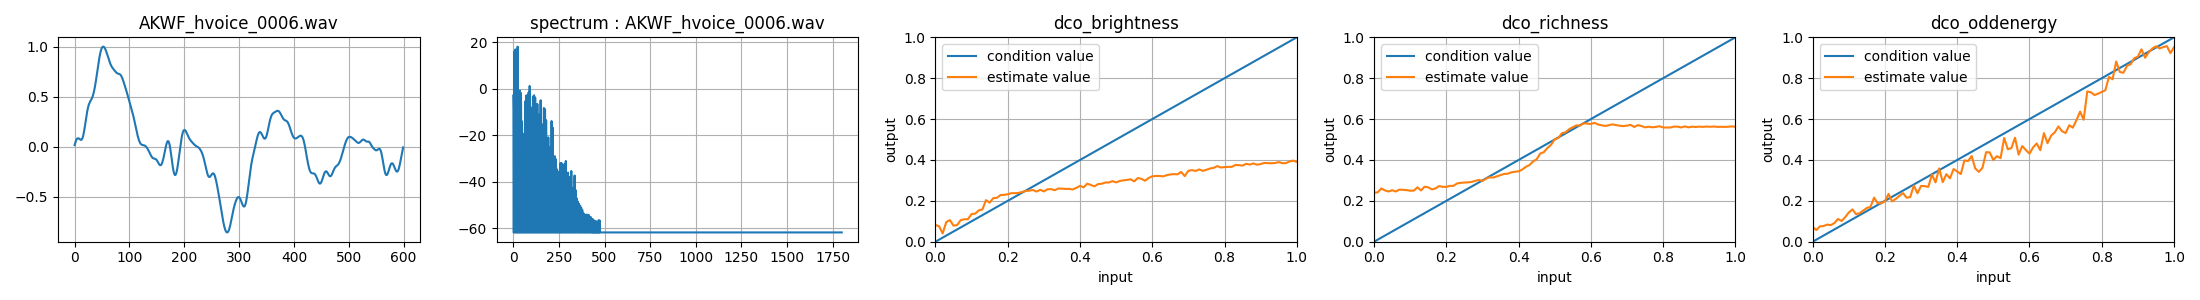 AKWF_hvoice_0006.wav
1.0
0.5
0.0
−0.5
0 100 200 300 400 500 600
spectrum : AKWF_hvoice_0006.wav
20
0
−20
−40
−60
0 250 500 750 1000 1250 1500 1750
dco_brightness
condition value
estimate value
output
1.0
0.8
0.6
0.4
0.2
0.0
0.0 0.2 0.4 0.6 0.8 1.0
input
dco_richness
condition value
estimate value
output
1.0
0.8
0.6
0.4
0.2
0.0
0.0 0.2 0.4 0.6 0.8 1.0
input
dco_oddenergy
condition value
estimate value
output
1.0
0.8
0.6
0.4
0.2
0.0
0.0 0.2 0.4 0.6 0.8 1.0
input